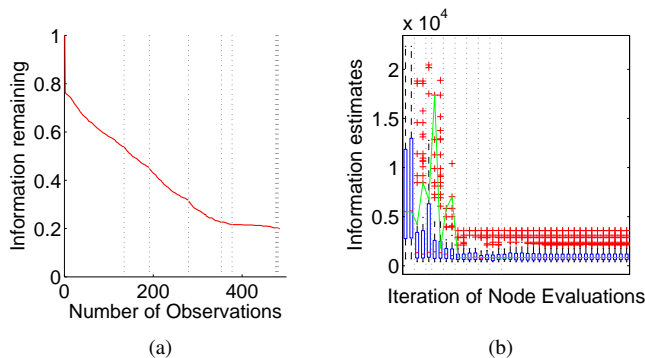 1
0.8
0.6
0.4
0.2
0
0 200 400
Information remaining
Number of Observations
(a)
x 10^4
2
1.5
1
0.5
0
Information estimates
Iteration of Node Evaluations
(b)